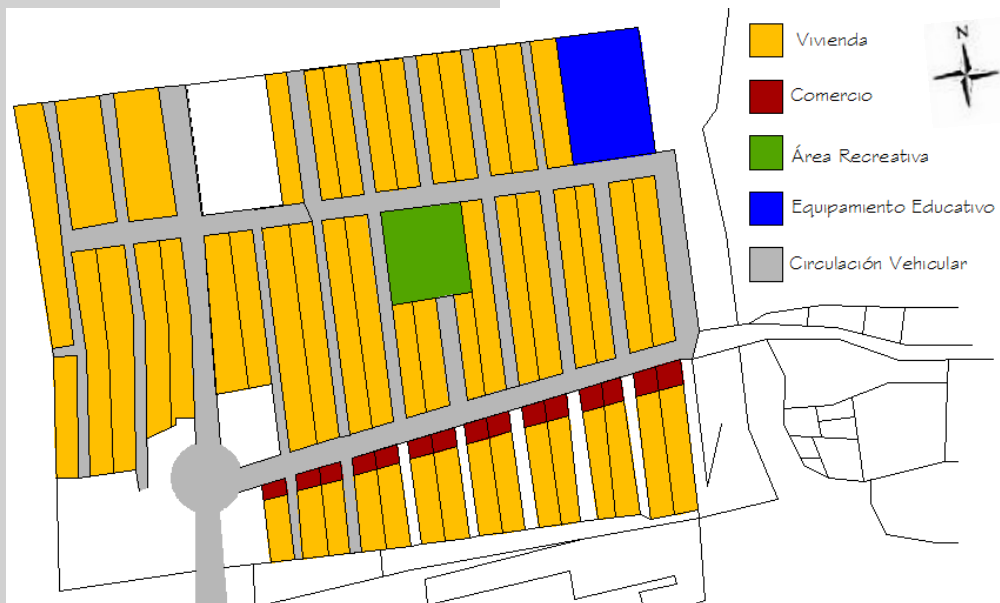 N
Vivienda
Comercio
Área Recreativa
Equipamiento Educativo
Circulación Vehicular